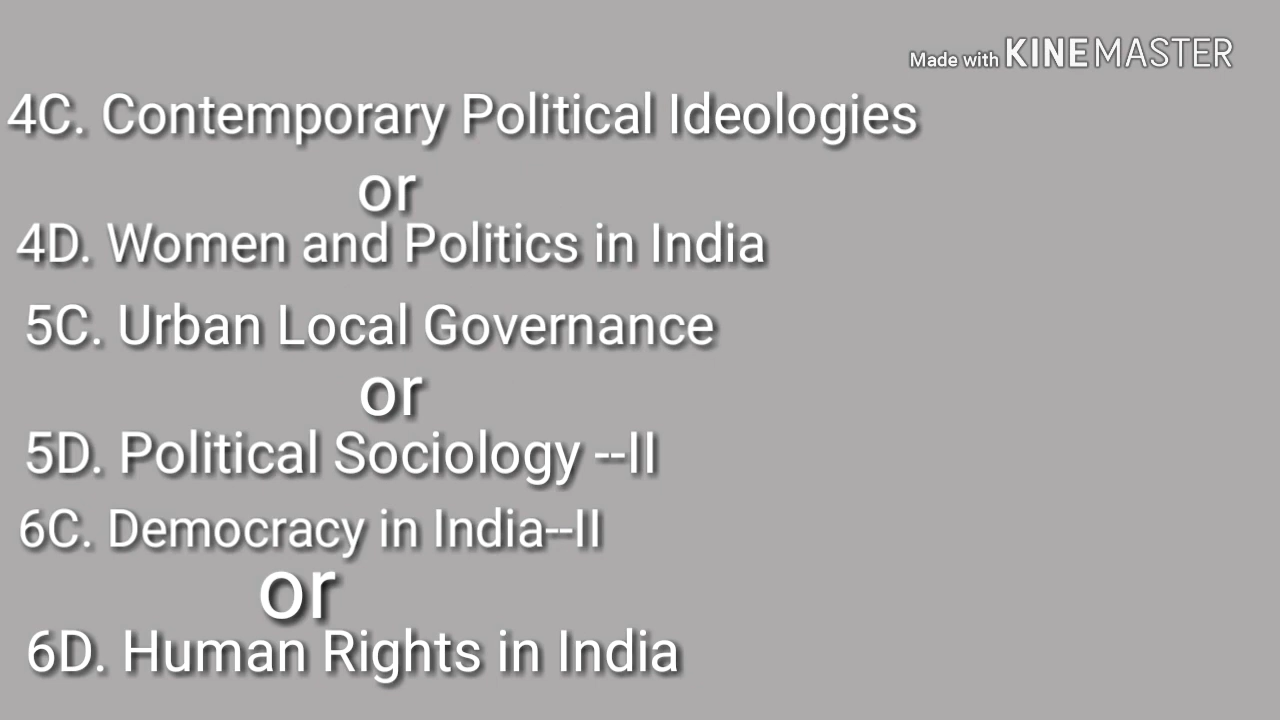 Made with KINEMASTER
4C. Contemporary Political Ideologies
or
4D. Women and Politics in India
5C. Urban Local Governance
or
5D. Political Sociology --II
6C. Democracy in India--II
or
6D. Human Rights in India